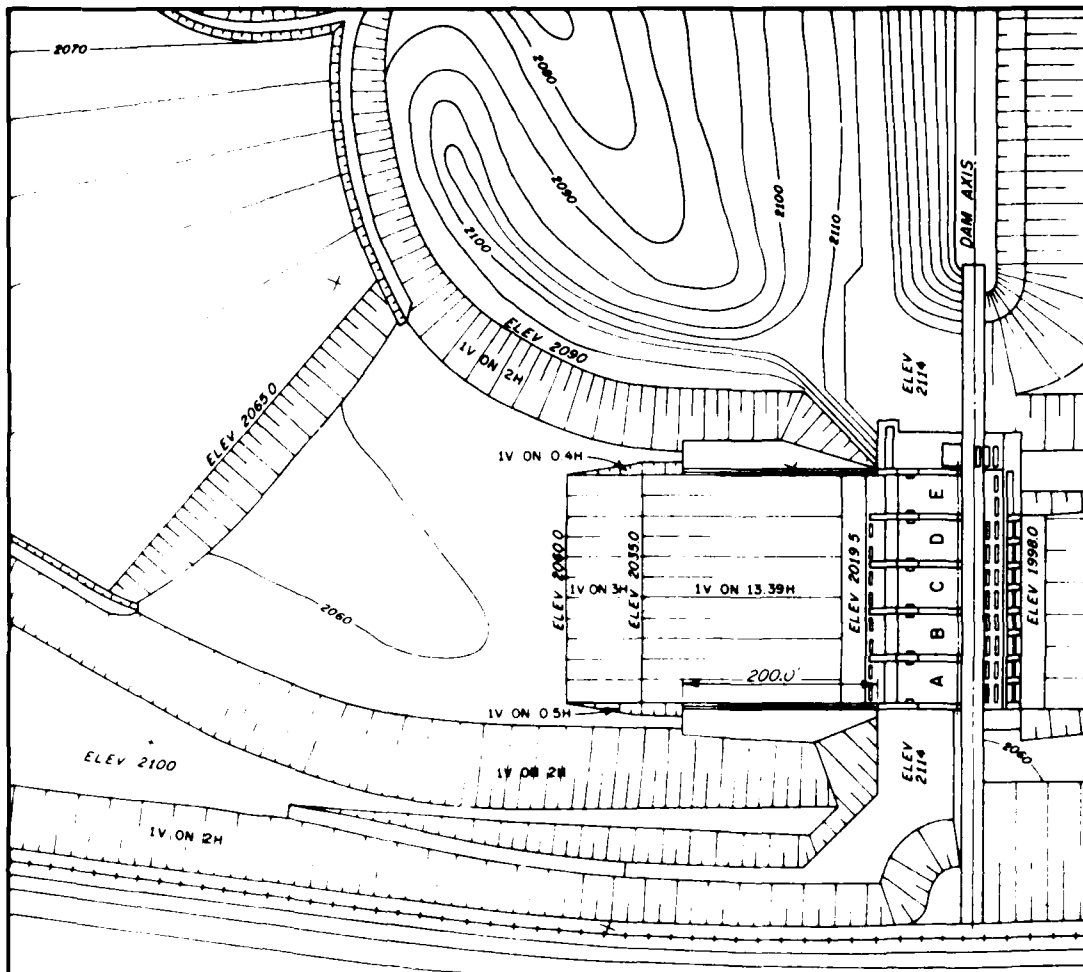 2070
2080
2090
2100
2100
2110
DAM AXIS
ELEV 2090
1V ON 2H
ELEV 2114
ELEV 2065.0
1V ON 0.4H
ELEV 2060.0
1V ON 3H
ELEV 2035.0
1V ON 13.39H
ELEV 2019.5
E
D
C
B
A
ELEV 1998.0
2060
200.0'
1V ON 0.5H
ELEV 2100
1V ON 2H
ELEV 2114
2060
1V ON 2H